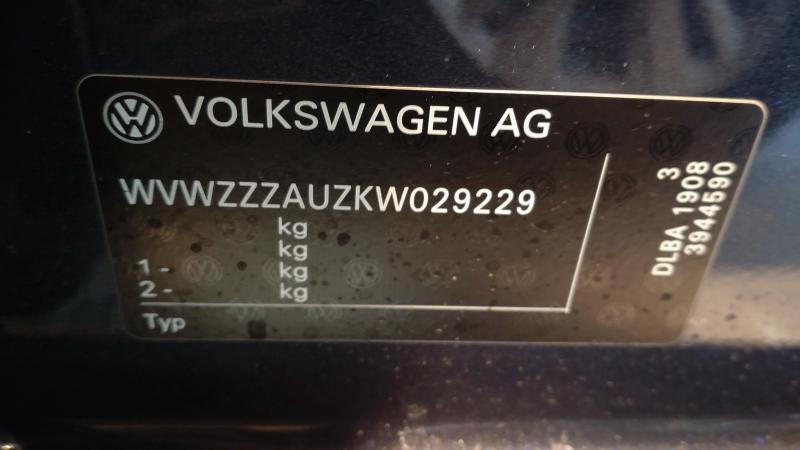 VOLKSWAGEN AG
WVWZZZAUZKW029229
kg
kg
1 - kg
2 - kg
Typ
3
DLBA 1908
3944590